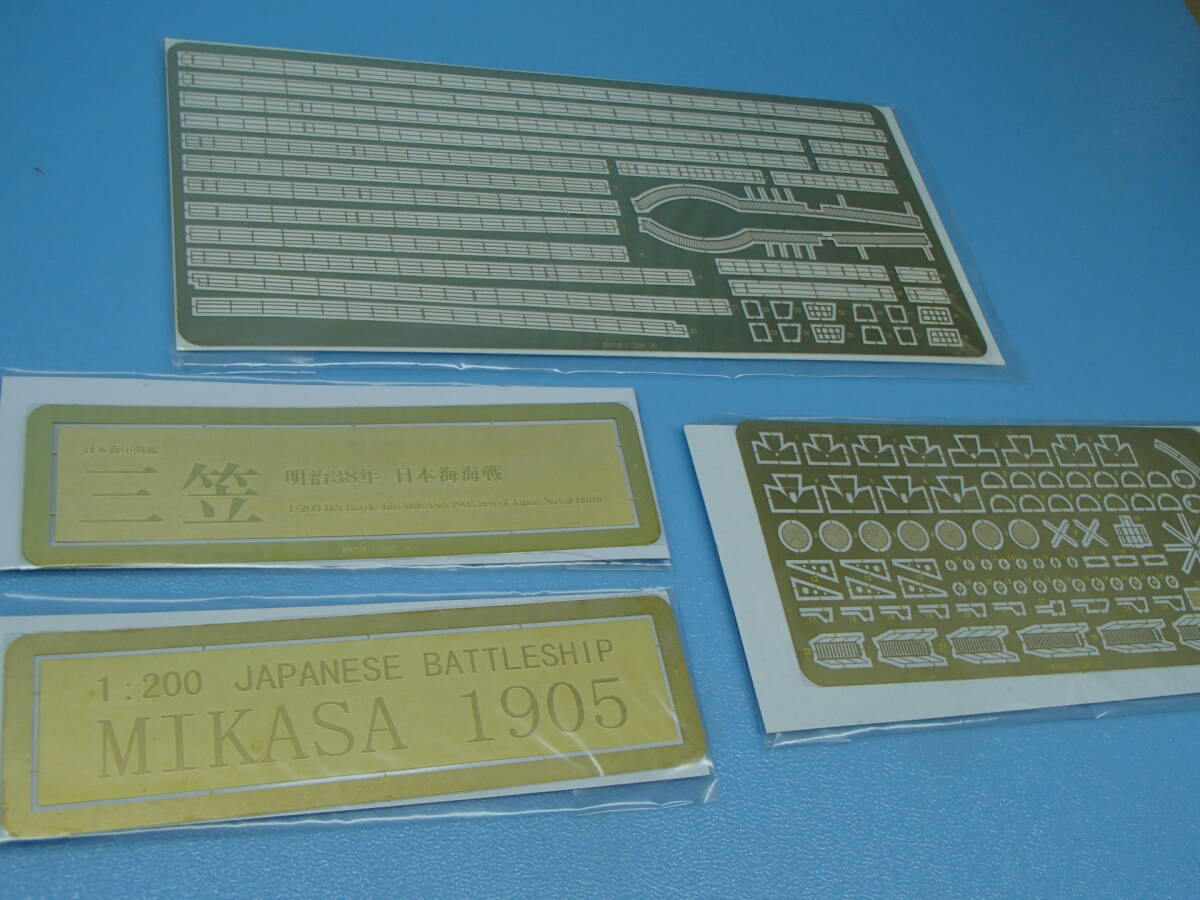 日本海軍戦艦
三笠 明治38年 日本海海戦
1/200 IJN Battleship MIKASA 1905 Sea of Japan Naval Battle
1:200 JAPANESE BATTLESHIP
MIKASA 1905